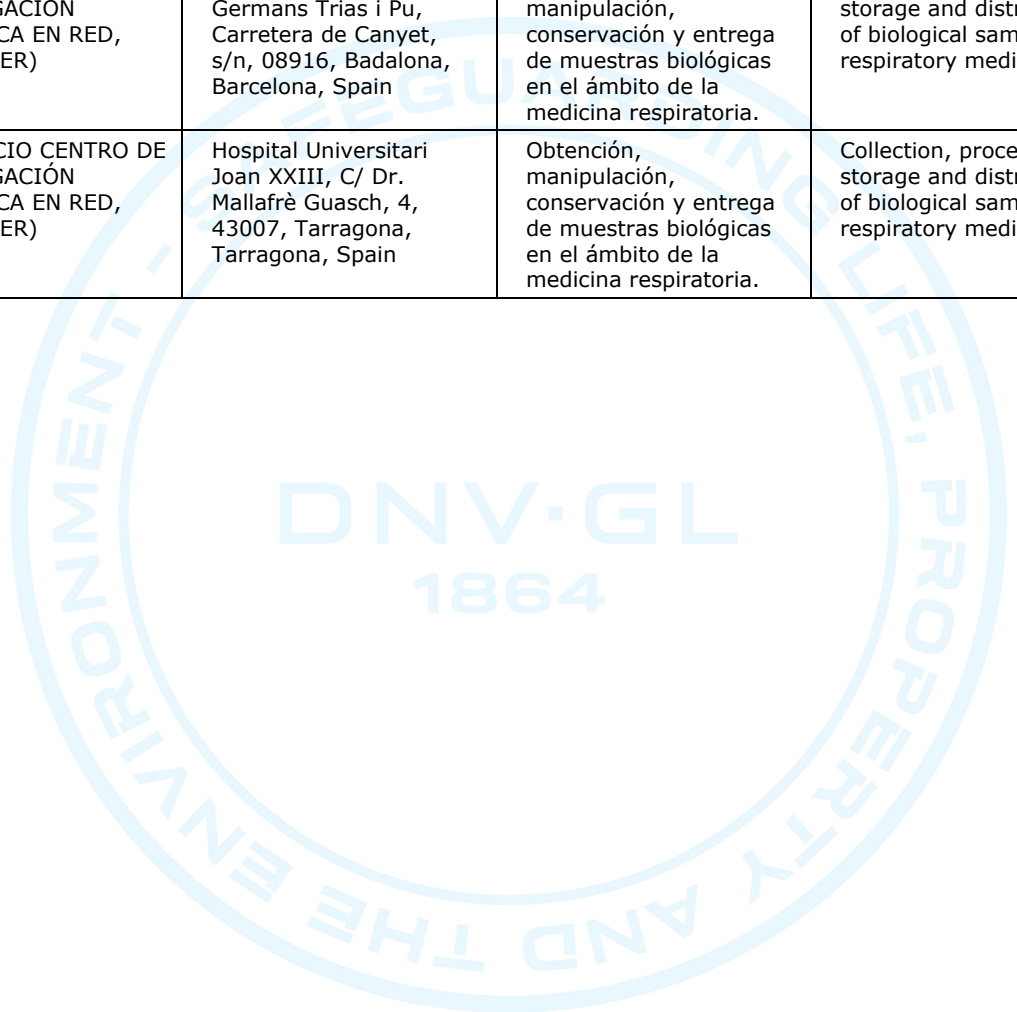 GACIÓN
CA EN RED,
ER)
Germans Trias i Pu,
Carretera de Canyet,
s/n, 08916, Badalona,
Barcelona, Spain
manipulación,
conservación y entrega
de muestras biológicas
en el ámbito de la
medicina respiratoria.
storage and distr
of biological sam
respiratory medi
CIO CENTRO DE
GACIÓN
CA EN RED,
ER)
Hospital Universitari
Joan XXIII, C/ Dr.
Mallafrè Guasch, 4,
43007, Tarragona,
Tarragona, Spain
Obtención,
manipulación,
conservación y entrega
de muestras biológicas
en el ámbito de la
medicina respiratoria.
Collection, proce
storage and distr
of biological sam
respiratory medi
SAFEGUARDING LIFE, PROPERTY AND THE ENVIRONMENT -
DNV·GL
1864